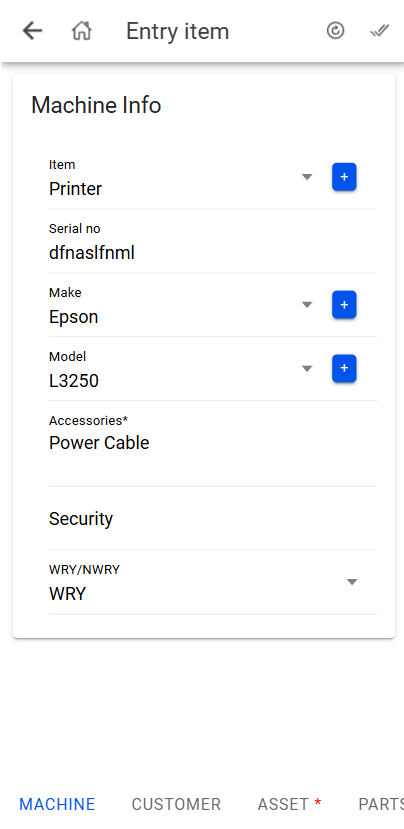 Entry item
Machine Info
Item
Printer
+
Serial no
dfnaslfnml
Make
Epson
+
Model
L3250
+
Accessories*
Power Cable
Security
WRY/NWRY
WRY
MACHINE CUSTOMER ASSET * PARTS